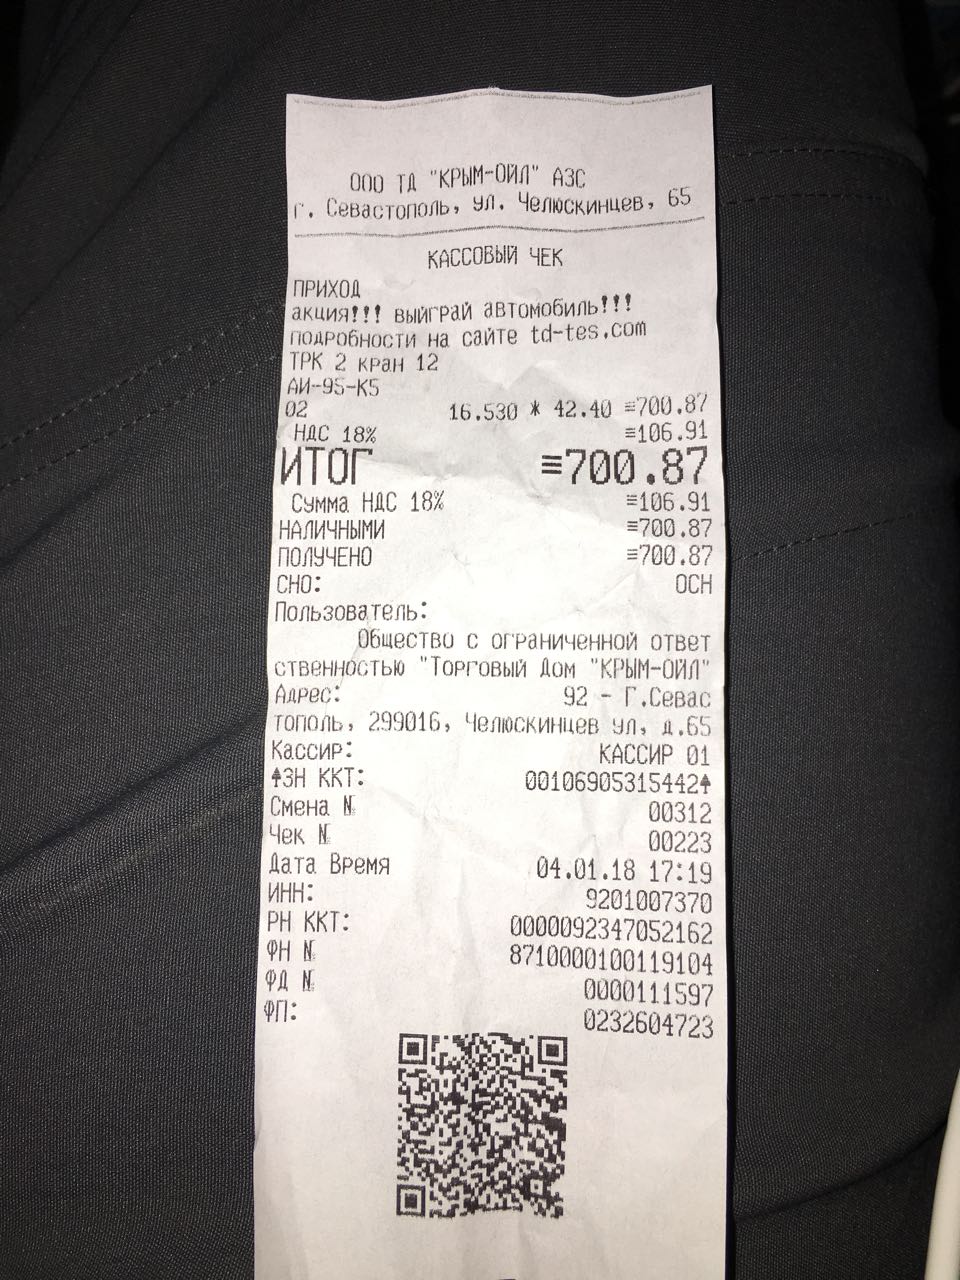 ООО ТД "КРЫМ-ОЙЛ" АЗС
г. Севастополь, ул. Челюскинцев, 65
КАССОВЫЙ ЧЕК
ПРИХОД
акция!!! выйграй автомобиль!!!
подробности на сайте td-tes.com
ТРК 2 кран 12
АИ-95-К5
02 16.530 * 42.40 ≡700.87
НДС 18% ≡106.91
ИТОГ ≡700.87
Сумма НДС 18% ≡106.91
НАЛИЧНЫМИ ≡700.87
ПОЛУЧЕНО ≡700.87
СНО: ОСН
Пользователь:
Общество с ограниченной ответ
ственностью "Торговый Дом "КРЫМ-ОЙЛ"
Адрес: 92 - Г.Севас
тополь, 299016, Челюскинцев ул, д.65
Кассир: КАССИР 01
♠ЗН ККТ: 00106905315442♠
Смена № 00312
Чек № 00223
Дата Время 04.01.18 17:19
ИНН: 9201007370
РН ККТ: 0000092347052162
ФН № 8710000100119104
ФД № 0000111597
ФП: 0232604723